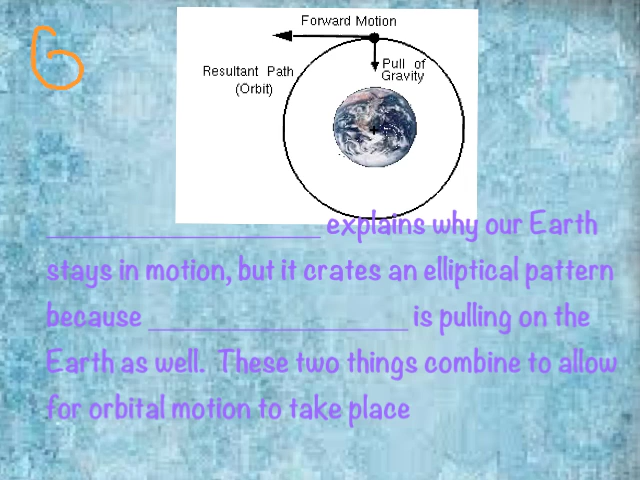 6
Forward Motion
Pull of
Gravity
Resultant Path
(Orbit)
____________________ explains why our Earth
stays in motion, but it crates an elliptical pattern
because ___________________ is pulling on the
Earth as well. These two things combine to allow
for orbital motion to take place